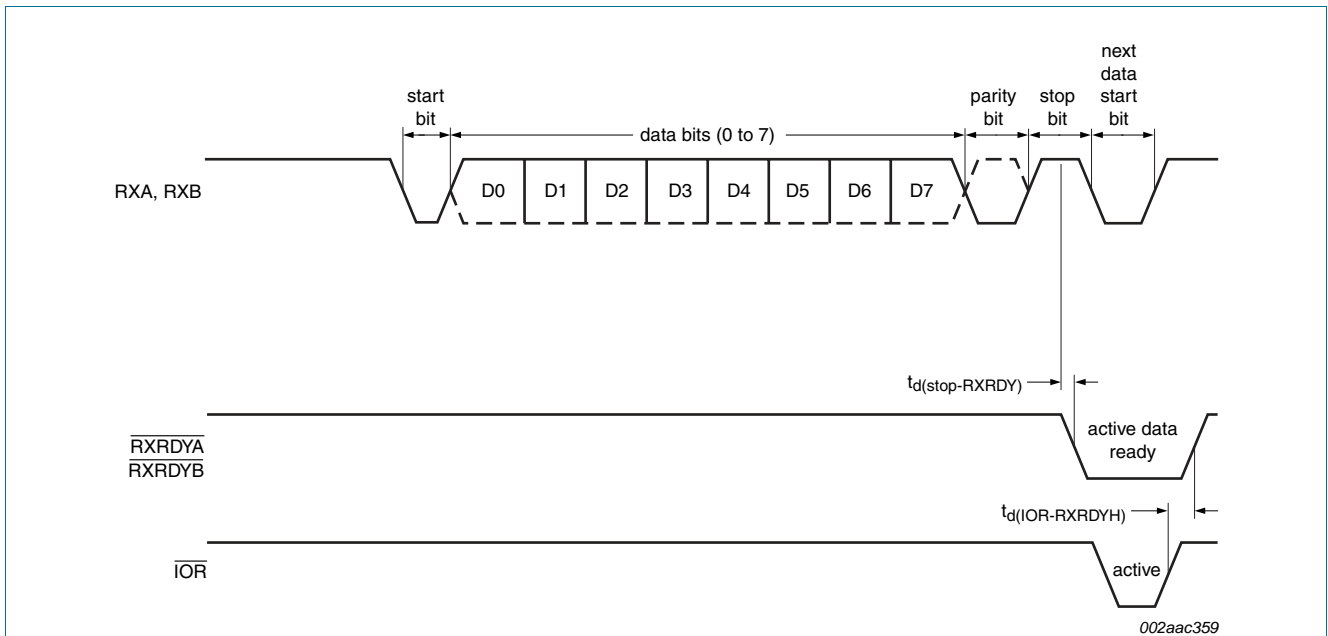 next
data
start
bit
start
bit
parity
bit
stop
bit
data bits (0 to 7)
RXA, RXB
D0 D1 D2 D3 D4 D5 D6 D7
td(stop-RXRDY)
RXRDYA
RXRDYB
active data
ready
td(IOR-RXRDYH)
IOR
active
002aac359